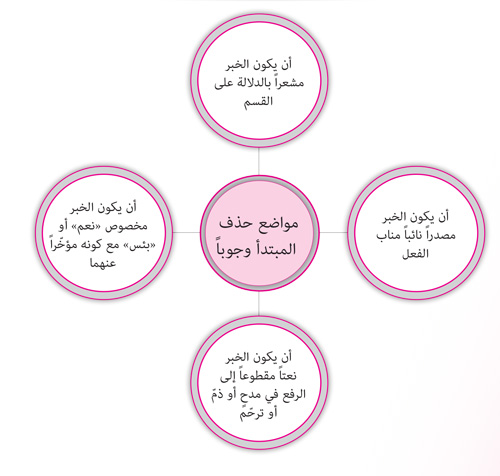 أن يكون الخبر
مشعراً بالدلالة على
القسم
أن يكون الخبر
مصدراً نائباً مناب
الفعل
مواضع حذف
المبتدأ وجوباً
أن يكون الخبر
مخصوص «نعم» أو
«بئس» مع كونه مؤخّراً
عنهما
أن يكون الخبر
نعتاً مقطوعاً إلى
الرفع في مدحٍ أو ذمّ
أو ترحّمّ